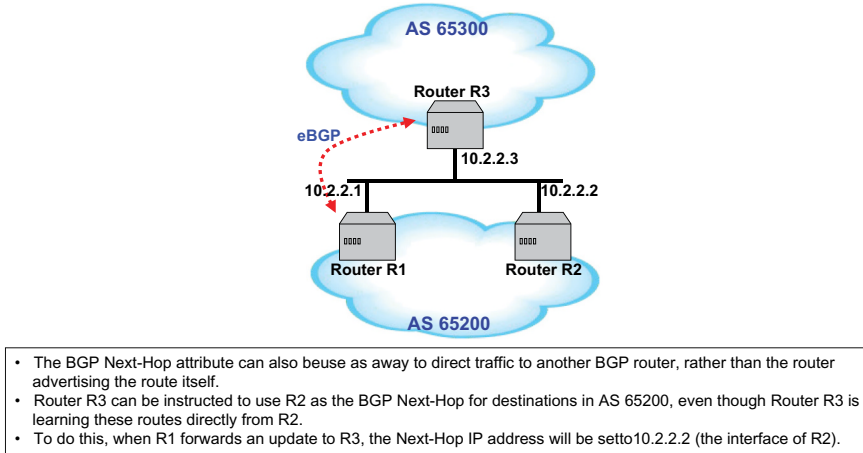 AS 65300
Router R3
eBGP
10.2.2.3
10.2.2.1
10.2.2.2
Router R1
Router R2
AS 65200
• The BGP Next-Hop attribute can also beuse as away to direct traffic to another BGP router, rather than the router
advertising the route itself.
• Router R3 can be instructed to use R2 as the BGP Next-Hop for destinations in AS 65200, even though Router R3 is
learning these routes directly from R2.
• To do this, when R1 forwards an update to R3, the Next-Hop IP address will be setto10.2.2.2 (the interface of R2).